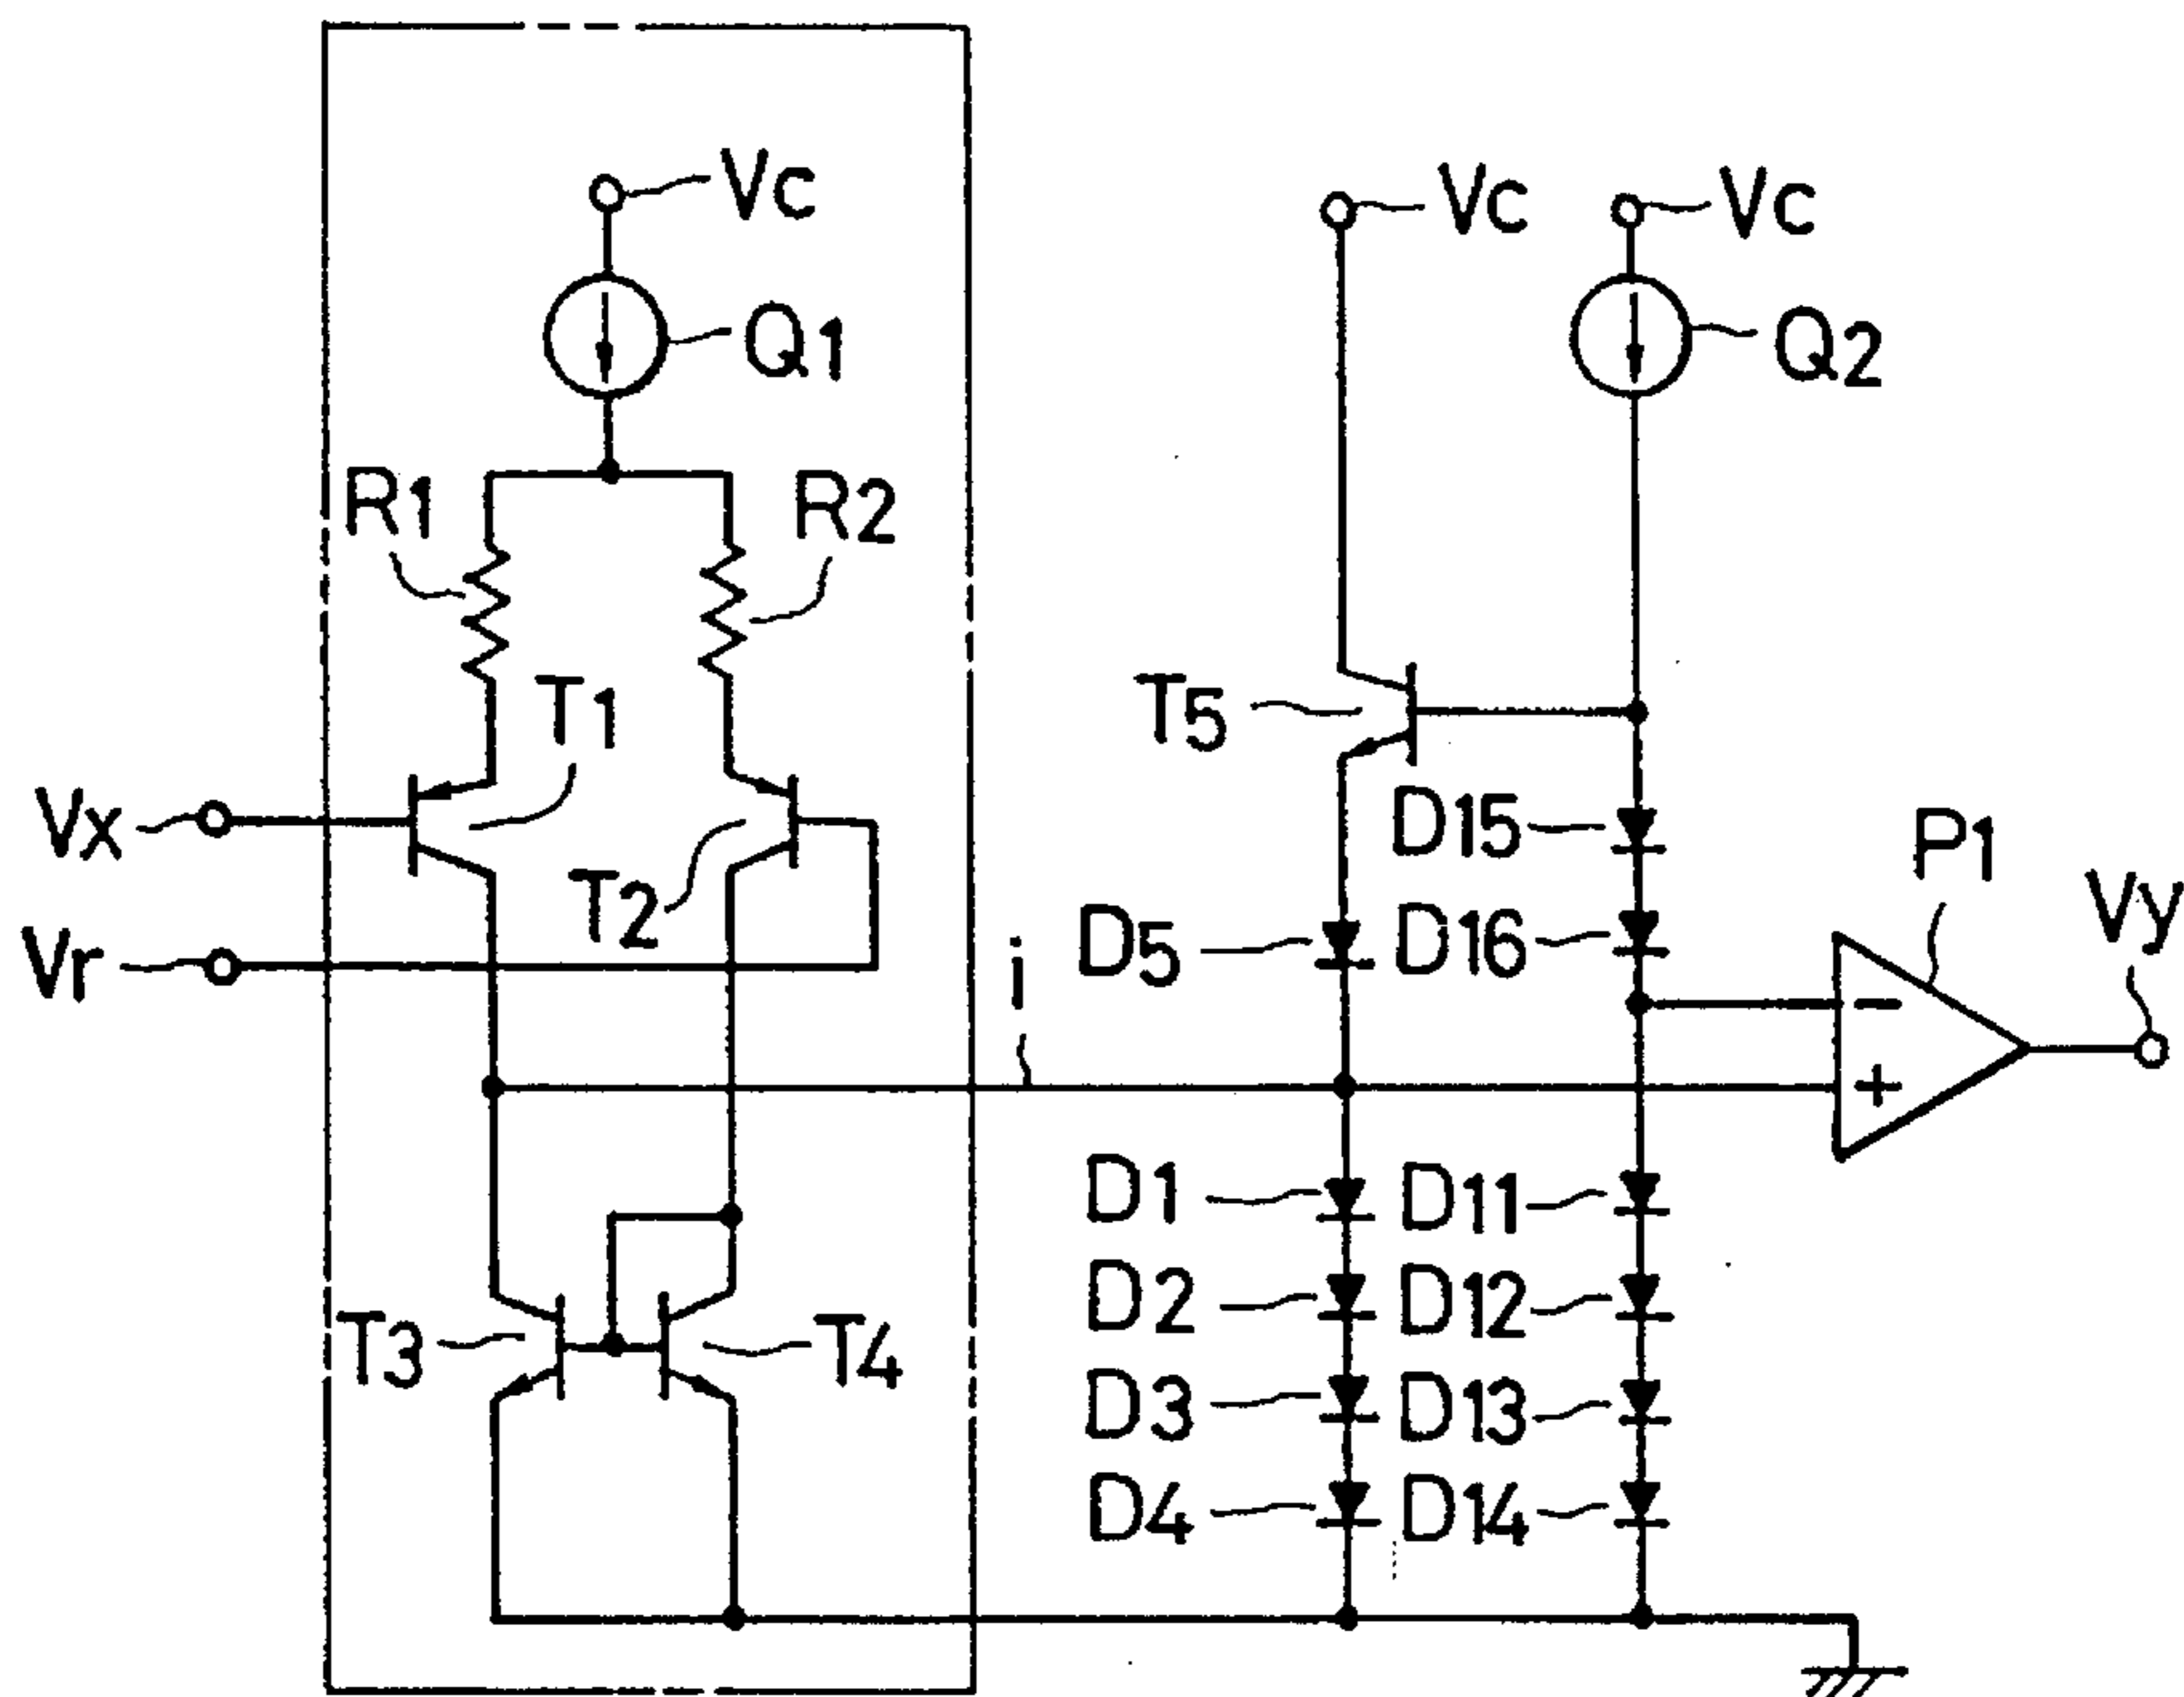 Vc
Vc
Vc
Q1
Q2
R1
R2
T1
T5
Vx
D15
P1
T2
Vy
Vr
D5
D16
i
−
+
D1
D11
D2
D12
T3
T4
D3
D13
D4
D14